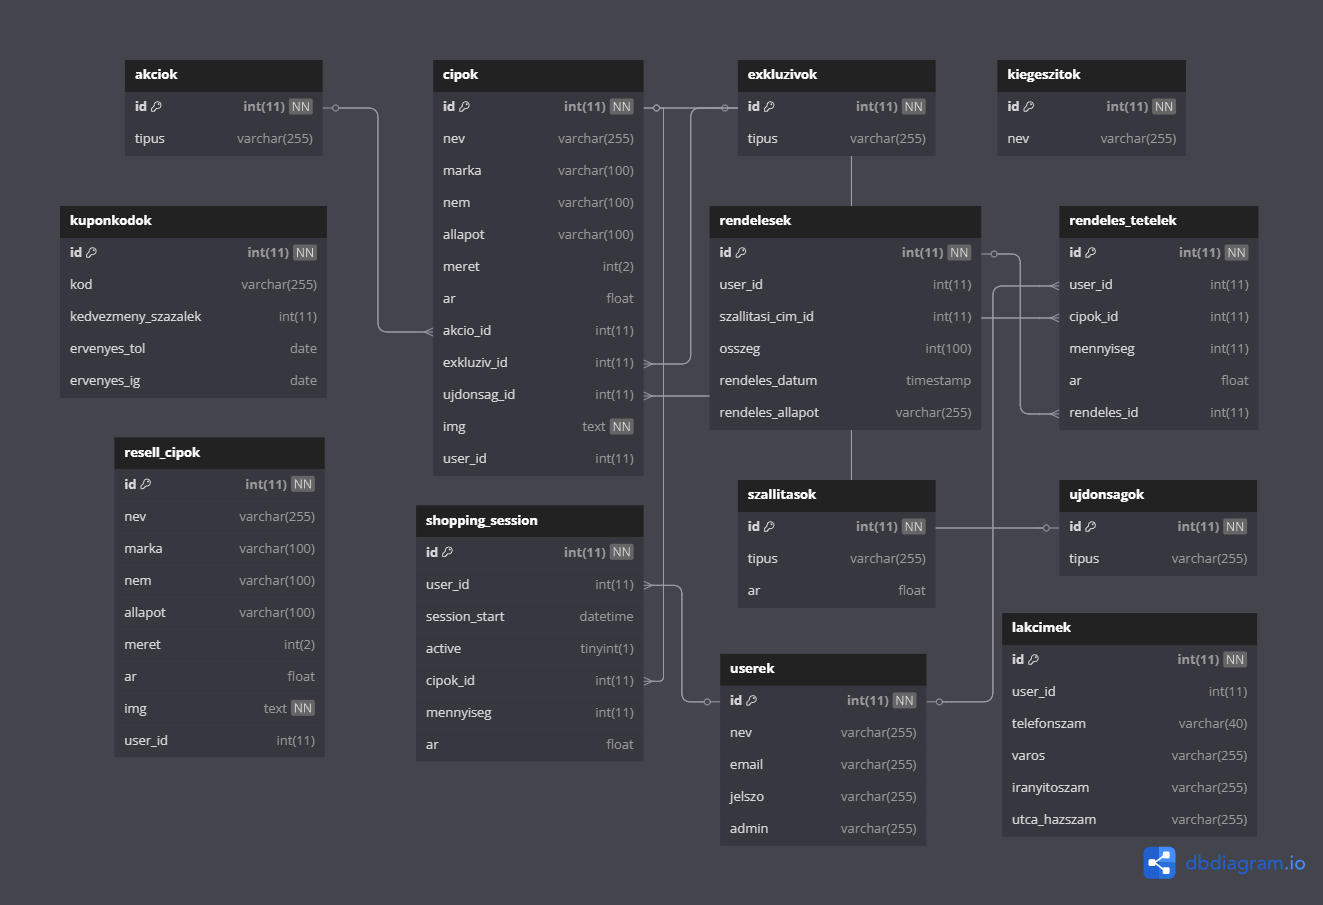 akciok
id int(11) NN
tipus varchar(255)
cipok
id int(11) NN
nev varchar(255)
marka varchar(100)
nem varchar(100)
allapot varchar(100)
meret int(2)
ar float
akcio_id int(11)
exkluziv_id int(11)
ujdonsag_id int(11)
img text NN
user_id int(11)
exkluzivok
id int(11) NN
tipus varchar(255)
kiegeszitok
id int(11) NN
nev varchar(255)
kuponkodok
id int(11) NN
kod varchar(255)
kedvezmeny_szazalek int(11)
ervenyes_tol date
ervenyes_ig date
rendelesek
id int(11) NN
user_id int(11)
szallitasi_cim_id int(11)
osszeg int(100)
rendeles_datum timestamp
rendeles_allapot varchar(255)
rendeles_tetelek
id int(11) NN
user_id int(11)
cipok_id int(11)
mennyiseg int(11)
ar float
rendeles_id int(11)
resell_cipok
id int(11) NN
nev varchar(255)
marka varchar(100)
nem varchar(100)
allapot varchar(100)
meret int(2)
ar float
img text NN
user_id int(11)
shopping_session
id int(11) NN
user_id int(11)
session_start datetime
active tinyint(1)
cipok_id int(11)
mennyiseg int(11)
ar float
szallitasok
id int(11) NN
tipus varchar(255)
ar float
ujdonsagok
id int(11) NN
tipus varchar(255)
userek
id int(11) NN
nev varchar(255)
email varchar(255)
jelszo varchar(255)
admin varchar(255)
lakcimek
id int(11) NN
user_id int(11)
telefonszam varchar(40)
varos varchar(255)
iranyitoszam varchar(255)
utca_hazszam varchar(255)
dbdiagram.io